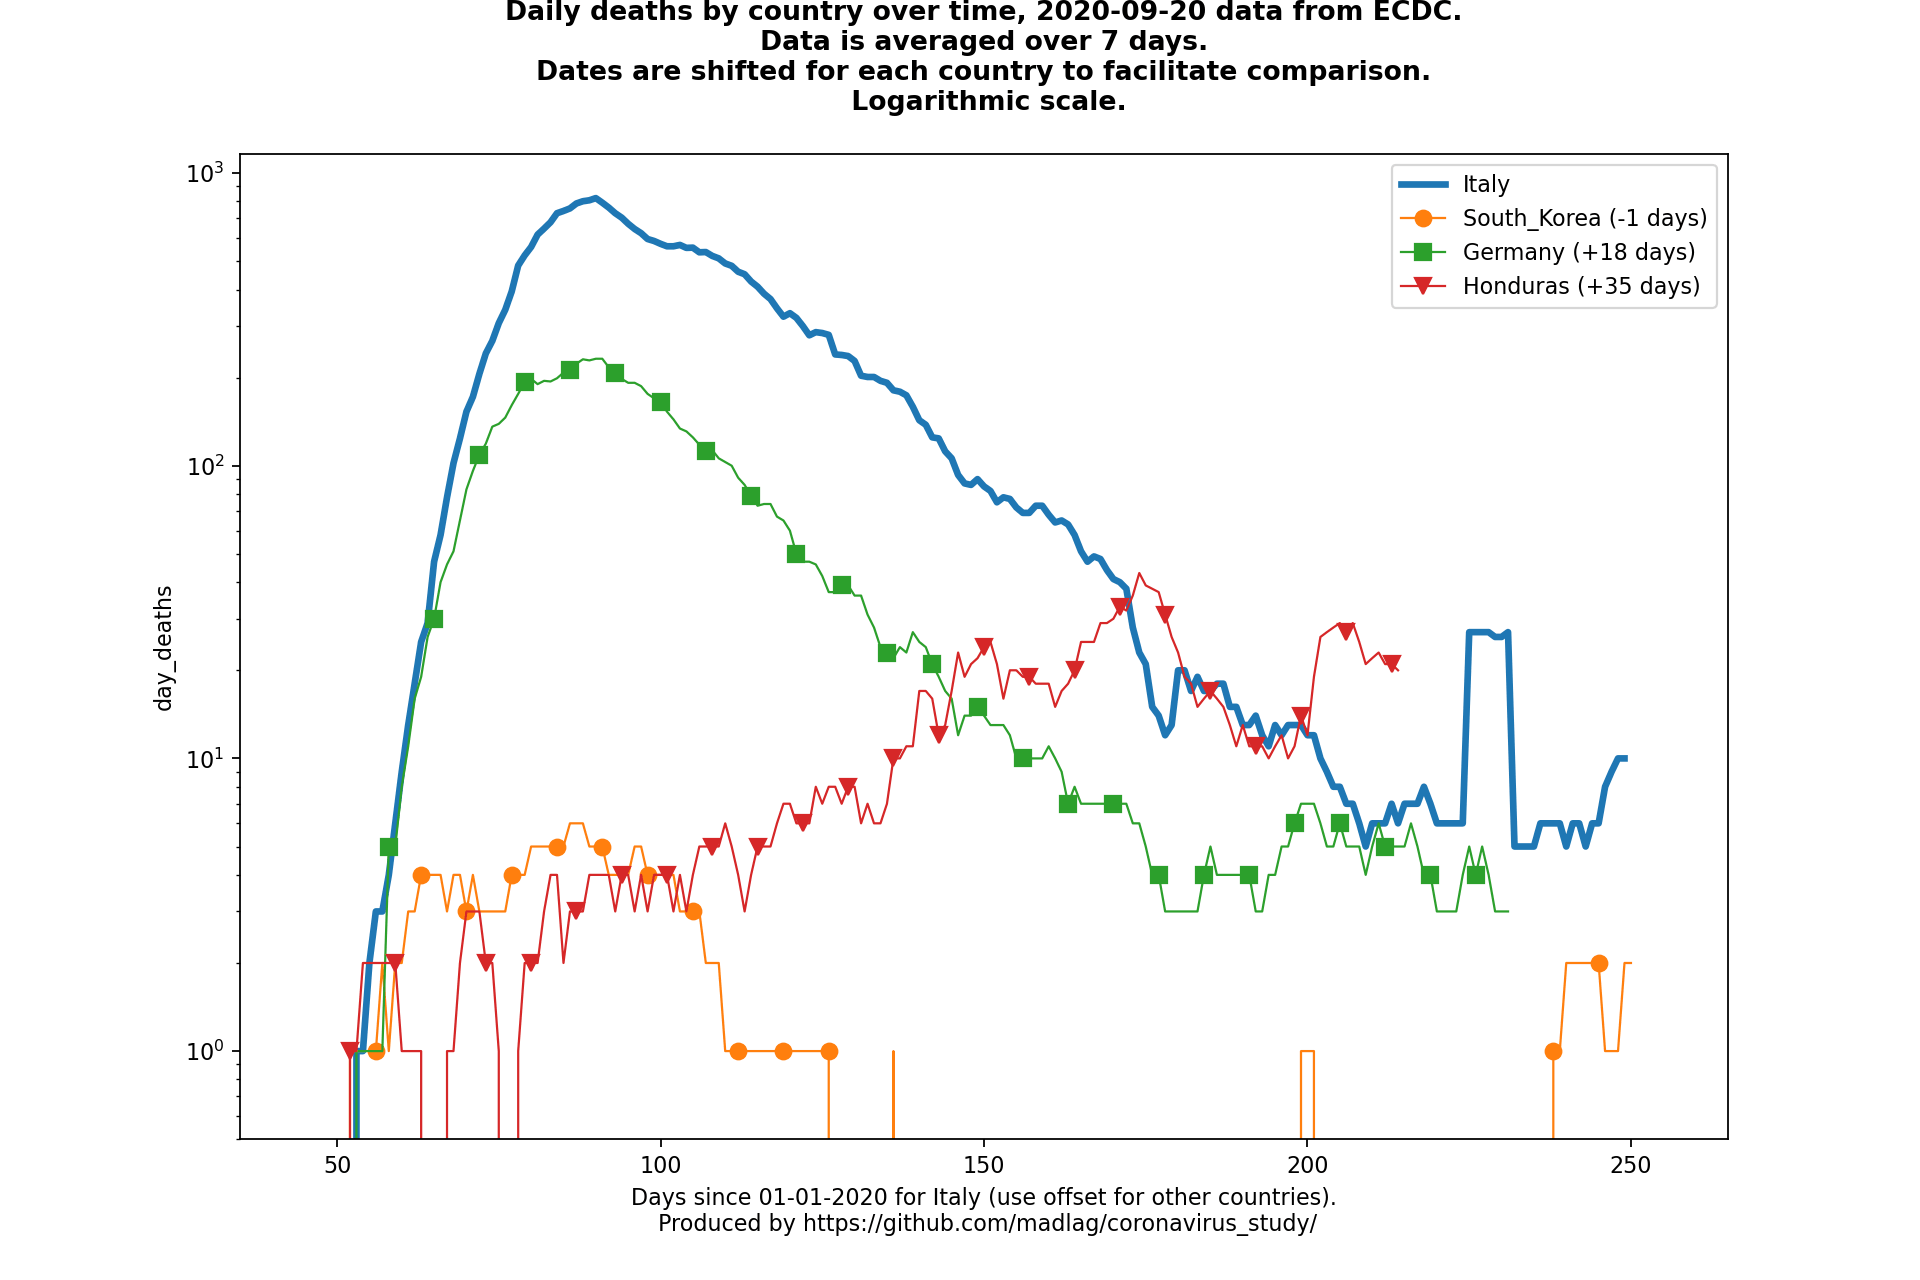 Daily deaths by country over time, 2020-09-20 data from ECDC.
Data is averaged over 7 days.
Dates are shifted for each country to facilitate comparison.
Logarithmic scale.
10³
10²
10¹
10⁰
day_deaths
Italy
South_Korea (-1 days)
Germany (+18 days)
Honduras (+35 days)
50 100 150 200 250
Days since 01-01-2020 for Italy (use offset for other countries).
Produced by https://github.com/madlag/coronavirus_study/